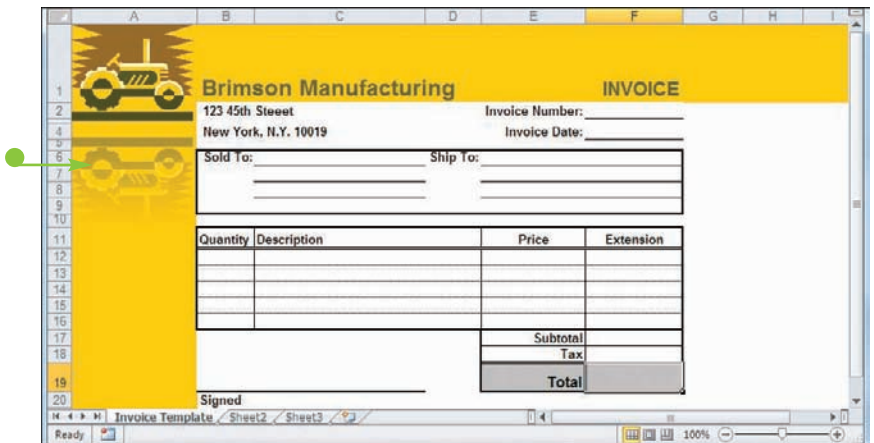 A B C D E F G H I
1 Brimson Manufacturing INVOICE
2 123 45th Steeet Invoice Number:
4 New York, N.Y. 10019 Invoice Date:
5
6 Sold To: Ship To:
7
8
9
10
11 Quantity Description Price Extension
12
13
14
15
16
17 Subtotal
18 Tax
19 Total
20 Signed
Invoice Template Sheet2 Sheet3
Ready 100%